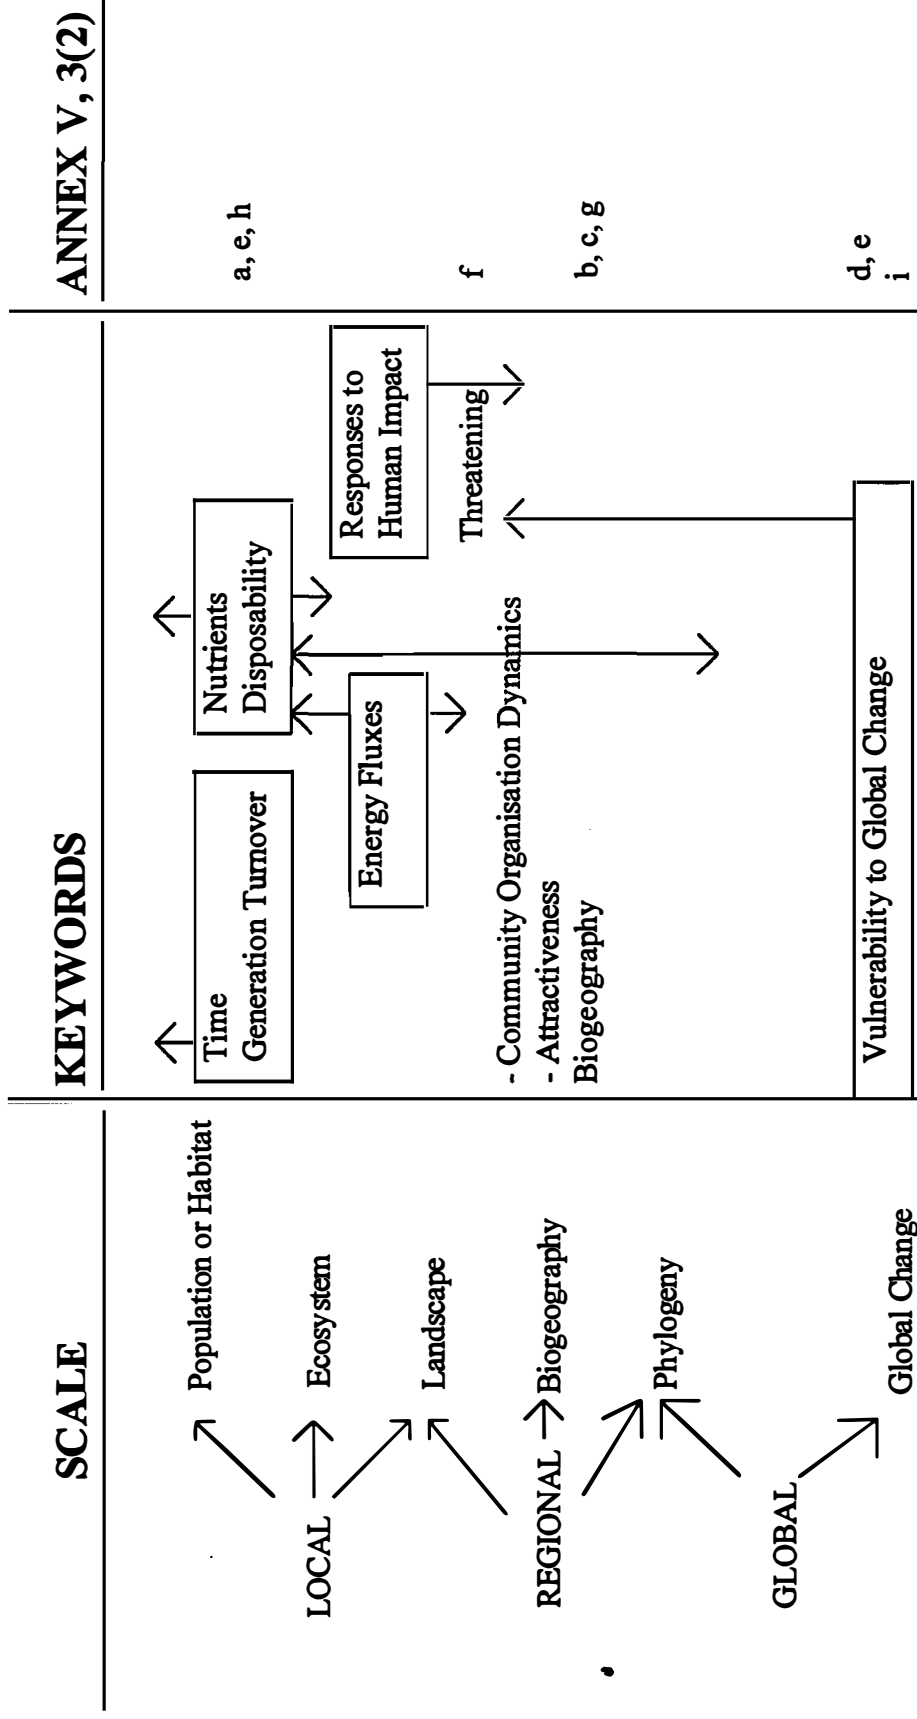 SCALE
LOCAL
REGIONAL
GLOBAL
Population or Habitat
Ecosystem
Landscape
Biogeography
Phylogeny
Global Change
KEYWORDS
Time
Generation Turnover
Nutrients
Disposability
Energy Fluxes
Responses to
Human Impact
Threatening
- Community Organisation Dynamics
- Attractiveness
Biogeography
Vulnerability to Global Change
ANNEX V, 3(2)
a, e, h
f
b, c, g
d, e
i